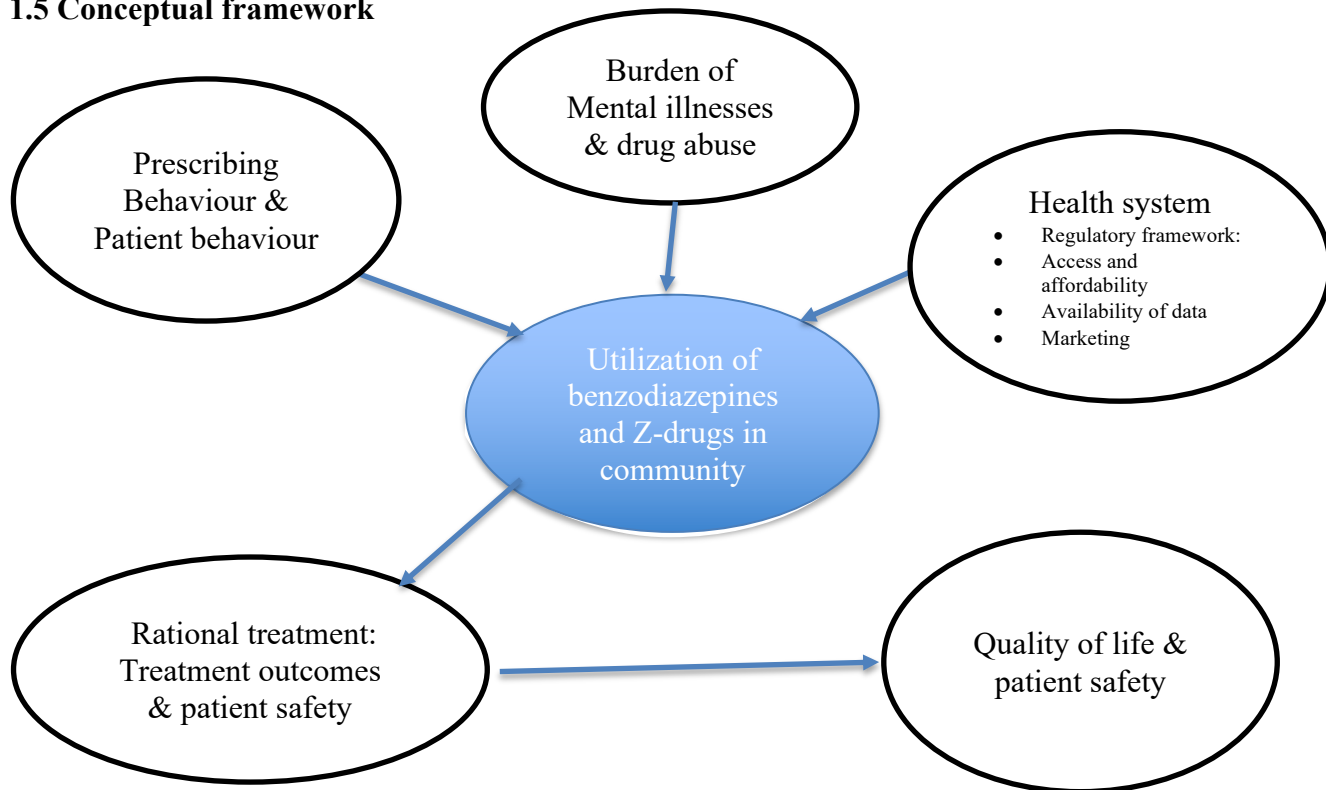 1.5 Conceptual framework
Burden of
Mental illnesses
& drug abuse
Prescribing
Behaviour &
Patient behaviour
Health system
• Regulatory framework:
• Access and
affordability
• Availability of data
• Marketing
Utilization of
benzodiazepines
and Z-drugs in
community
Rational treatment:
Treatment outcomes
& patient safety
Quality of life &
patient safety